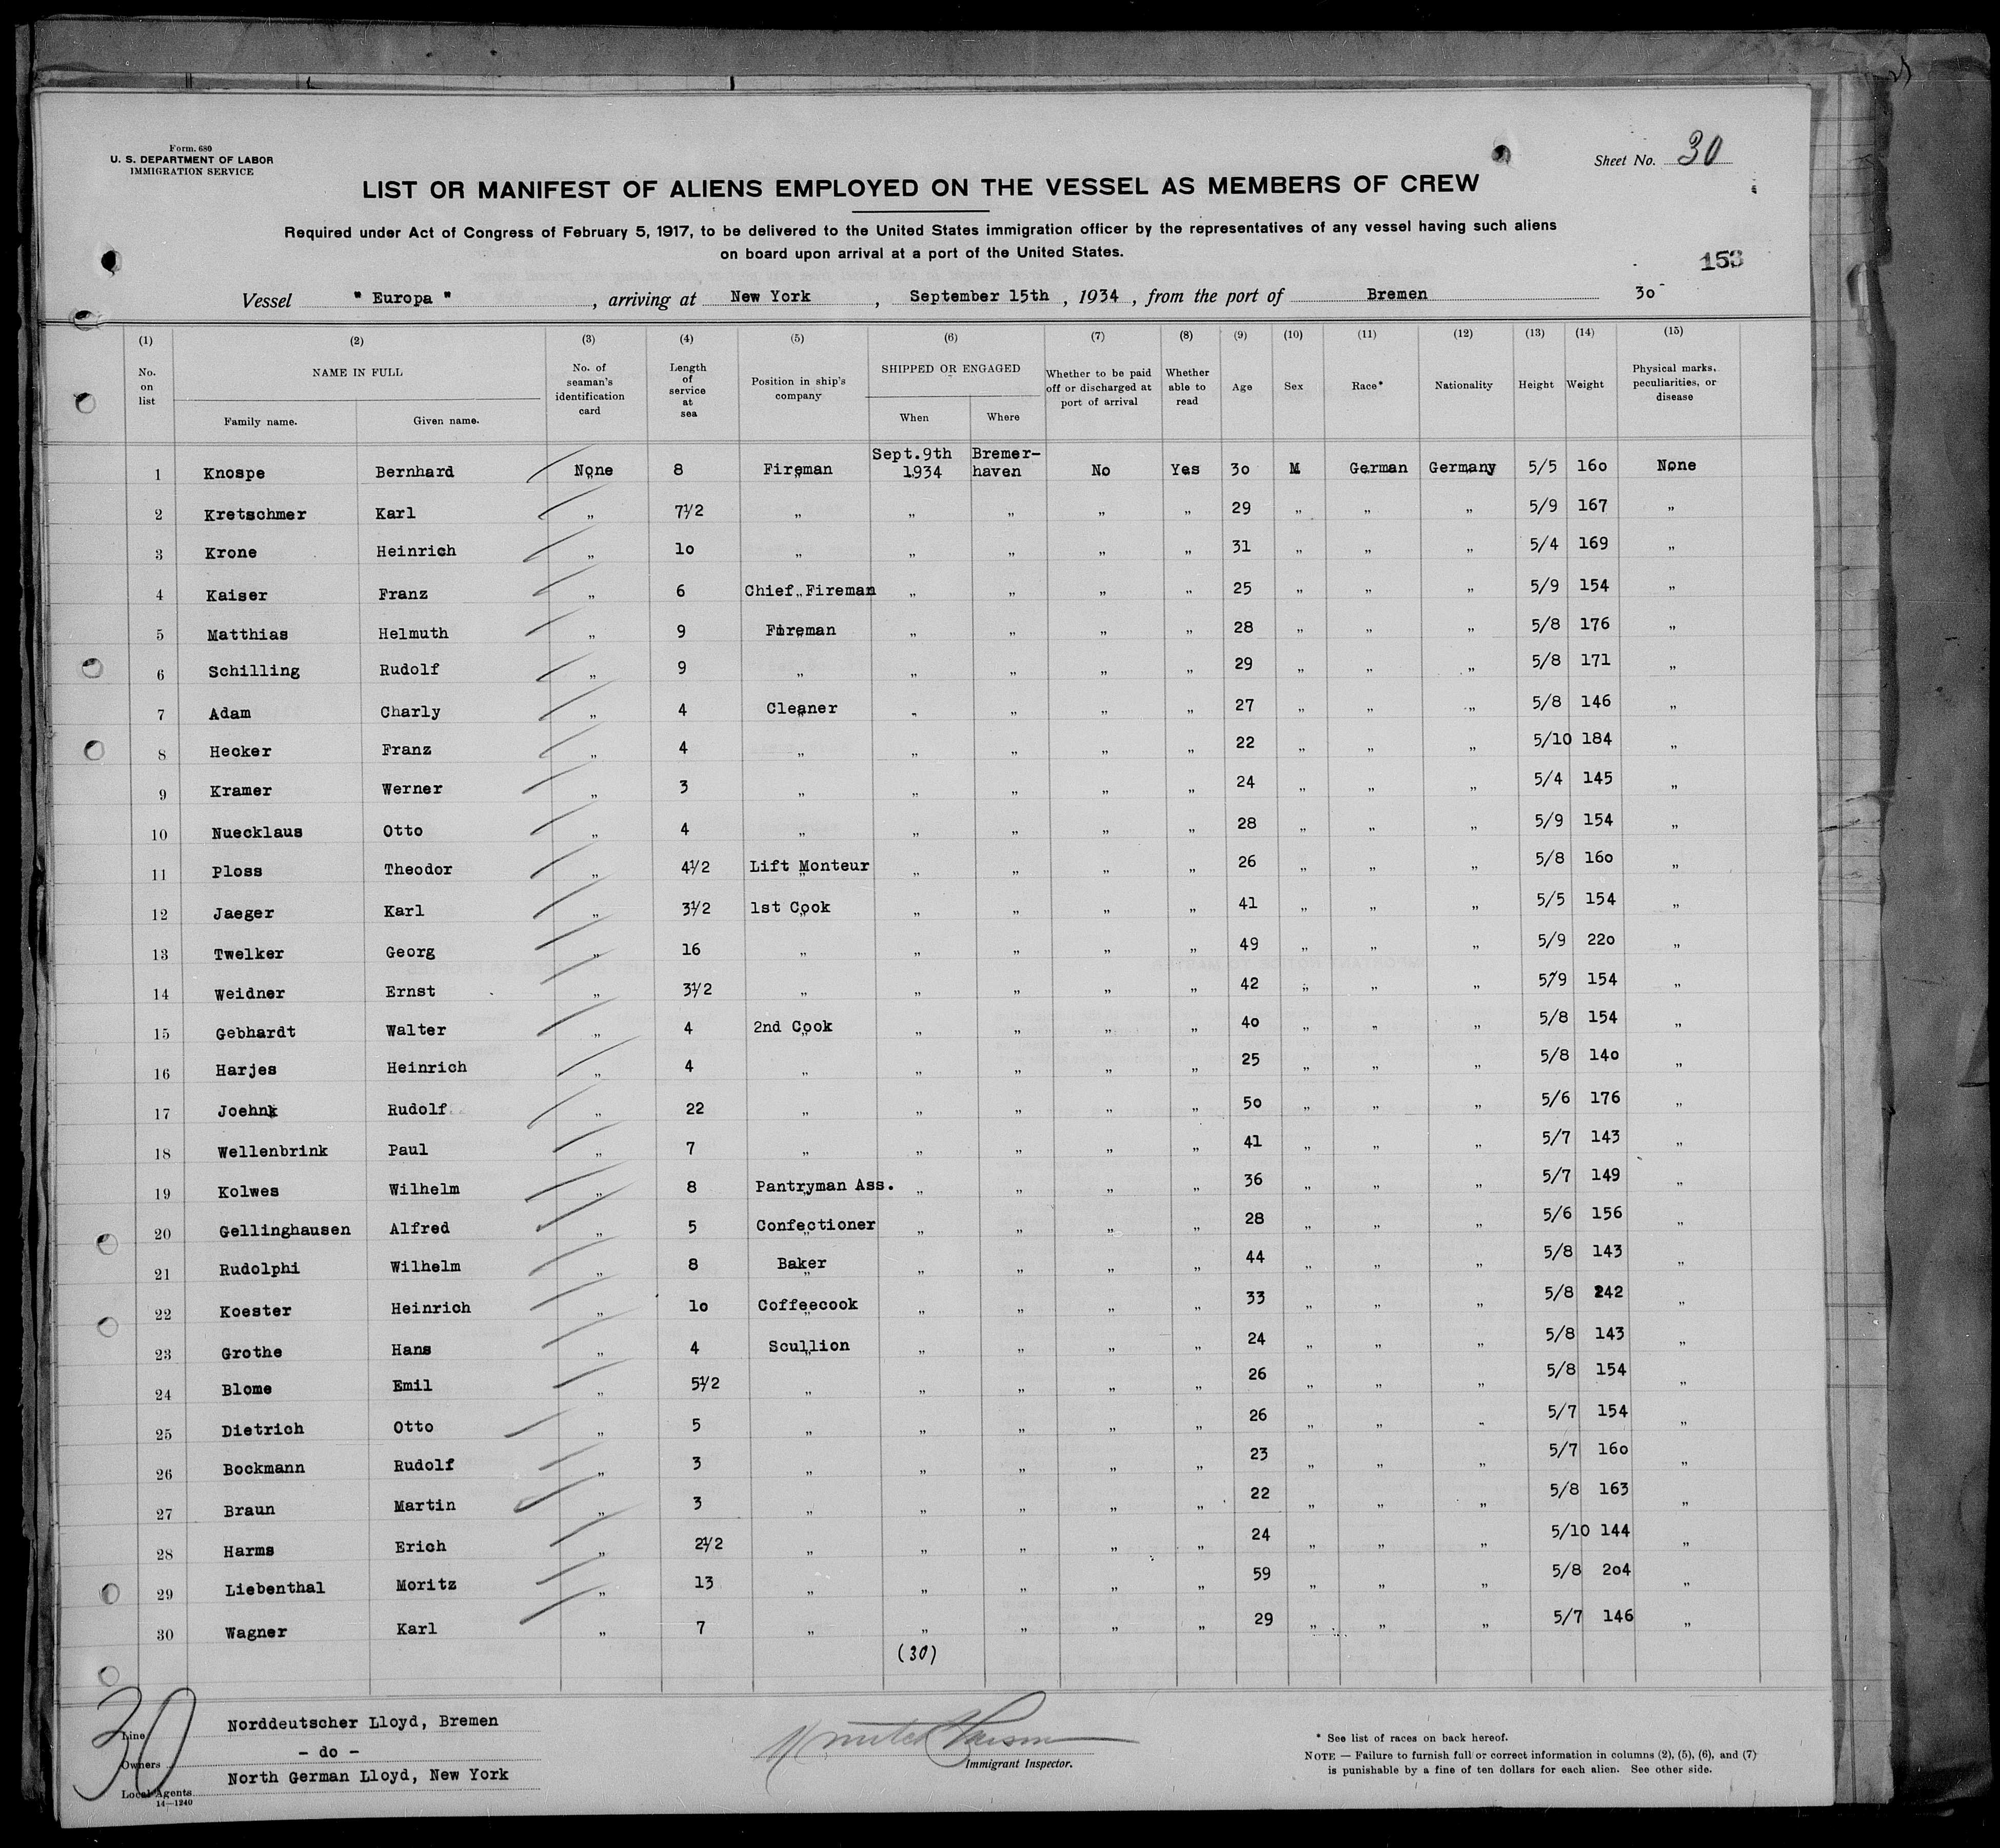 Form. 680
U. S. DEPARTMENT OF LABOR
IMMIGRATION SERVICE
Sheet No. 30
LIST OR MANIFEST OF ALIENS EMPLOYED ON THE VESSEL AS MEMBERS OF CREW
Required under Act of Congress of February 5, 1917, to be delivered to the United States immigration officer by the representatives of any vessel having such aliens
on board upon arrival at a port of the United States.
153
Vessel " Europa ", arriving at New York, September 15th, 1934, from the port of Bremen 30
(1) (2) (3) (4) (5) (6) (7) (8) (9) (10) (11) (12) (13) (14) (15)
No. on list NAME IN FULL Family name. Given name. No. of seaman's identification card Length of service at sea Position in ship's company SHIPPED OR ENGAGED When Where Whether to be paid off or discharged at port of arrival Whether able to read Age Sex Race* Nationality Height Weight Physical marks, peculiarities, or disease
1 Knospe Bernhard None 8 Fireman Sept.9th 1934 Bremer-haven No Yes 3o M German Germany 5/5 16o None
2 Kretschmer Karl „ 7½ „ „ „ „ „ 29 „ „ „ 5/9 167 „
3 Krone Heinrich „ 1o „ „ „ „ „ 31 „ „ „ 5/4 169 „
4 Kaiser Franz „ 6 Chief Fireman „ „ „ „ 25 „ „ „ 5/9 154 „
5 Matthias Helmuth „ 9 Fireman „ „ „ „ 28 „ „ „ 5/8 176 „
6 Schilling Rudolf „ 9 „ „ „ „ „ 29 „ „ „ 5/8 171 „
7 Adam Charly „ 4 Cleaner „ „ „ „ 27 „ „ „ 5/8 146 „
8 Hecker Franz „ 4 „ „ „ „ „ 22 „ „ „ 5/10 184 „
9 Kramer Werner „ 3 „ „ „ „ „ 24 „ „ „ 5/4 145 „
10 Nuecklaus Otto „ 4 „ „ „ „ „ 28 „ „ „ 5/9 154 „
11 Ploss Theodor „ 4½ Lift Monteur „ „ „ „ 26 „ „ „ 5/8 16o „
12 Jaeger Karl „ 3½ 1st Cook „ „ „ „ 41 „ „ „ 5/5 154 „
13 Twelker Georg „ 16 „ „ „ „ „ 49 „ „ „ 5/9 22o „
14 Weidner Ernst „ 3½ „ „ „ „ „ 42 „ „ „ 5/9 154 „
15 Gebhardt Walter „ 4 2nd Cook „ „ „ „ 4o „ „ „ 5/8 154 „
16 Harjes Heinrich „ 4 „ „ „ „ „ 25 „ „ „ 5/8 14o „
17 Joehnk Rudolf „ 22 „ „ „ „ „ 5o „ „ „ 5/6 176 „
18 Wellenbrink Paul „ 7 „ „ „ „ „ 41 „ „ „ 5/7 143 „
19 Kolwes Wilhelm „ 8 Pantryman Ass. „ „ „ „ 36 „ „ „ 5/7 149 „
20 Gellinghausen Alfred „ 5 Confectioner „ „ „ „ 28 „ „ „ 5/6 156 „
21 Rudolphi Wilhelm „ 8 Baker „ „ „ „ 44 „ „ „ 5/8 143 „
22 Koester Heinrich „ 1o Coffeecook „ „ „ „ 33 „ „ „ 5/8 242 „
23 Grothe Hans „ 4 Scullion „ „ „ „ 24 „ „ „ 5/8 143 „
24 Blome Emil „ 5½ „ „ „ „ „ 26 „ „ „ 5/8 154 „
25 Dietrich Otto „ 5 „ „ „ „ „ 26 „ „ „ 5/7 154 „
26 Bockmann Rudolf „ 3 „ „ „ „ „ 23 „ „ „ 5/7 16o „
27 Braun Martin „ 3 „ „ „ „ „ 22 „ „ „ 5/8 163 „
28 Harms Erich „ 2½ „ „ „ „ „ 24 „ „ „ 5/10 144 „
29 Liebenthal Moritz „ 13 „ „ „ „ „ 59 „ „ „ 5/8 2o4 „
30 Wagner Karl „ 7 „ „ „ „ „ 29 „ „ „ 5/7 146 „
(30)
30
Line Norddeutscher Lloyd, Bremen
Owners - do -
Local Agents North German Lloyd, New York
14—1240
Immigrant Inspector.
* See list of races on back hereof.
NOTE — Failure to furnish full or correct information in columns (2), (5), (6), and (7)
is punishable by a fine of ten dollars for each alien. See other side.